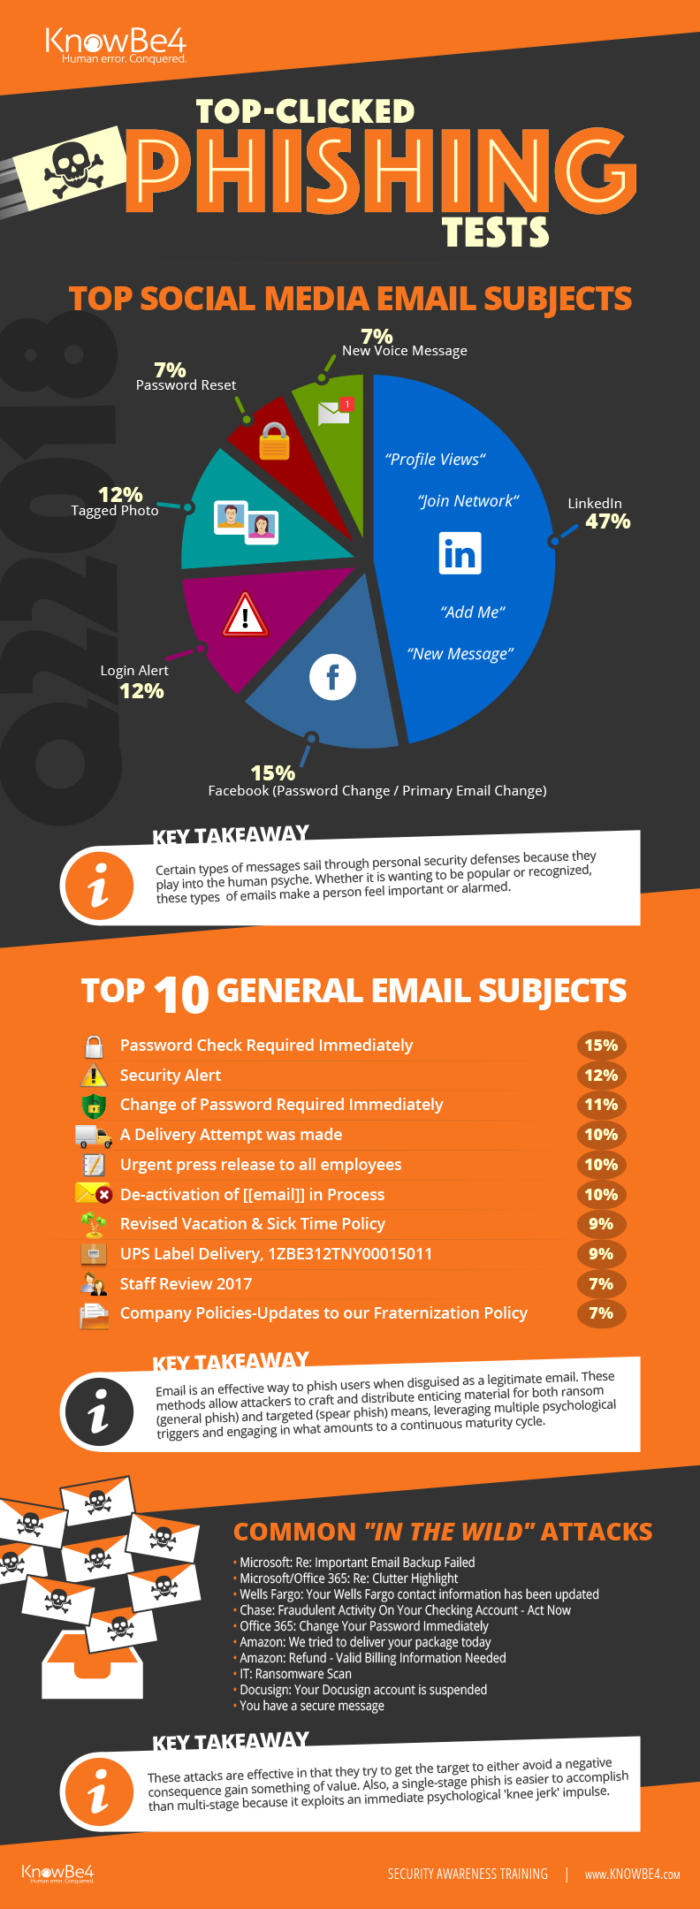 KnowBe4
Human error. Conquered.
TOP-CLICKED
PHISHING
TESTS
TOP SOCIAL MEDIA EMAIL SUBJECTS
Q2 2018
7%
New Voice Message
7%
Password Reset
1
"Profile Views"
12%
Tagged Photo
"Join Network"
LinkedIn
47%
in
"Add Me"
!
"New Message"
Login Alert
12%
f
15%
Facebook (Password Change / Primary Email Change)
KEY TAKEAWAY
i
Certain types of messages sail through personal security defenses because they
play into the human psyche. Whether it is wanting to be popular or recognized,
these types of emails make a person feel important or alarmed.
TOP 10 GENERAL EMAIL SUBJECTS
Password Check Required Immediately 15%
Security Alert 12%
Change of Password Required Immediately 11%
A Delivery Attempt was made 10%
Urgent press release to all employees 10%
De-activation of [[email]] in Process 10%
Revised Vacation & Sick Time Policy 9%
UPS Label Delivery, 1ZBE312TNY00015011 9%
Staff Review 2017 7%
Company Policies-Updates to our Fraternization Policy 7%
KEY TAKEAWAY
i
Email is an effective way to phish users when disguised as a legitimate email. These
methods allow attackers to craft and distribute enticing material for both ransom
(general phish) and targeted (spear phish) means, leveraging multiple psychological
triggers and engaging in what amounts to a continuous maturity cycle.
COMMON "IN THE WILD" ATTACKS
• Microsoft: Re: Important Email Backup Failed
• Microsoft/Office 365: Re: Clutter Highlight
• Wells Fargo: Your Wells Fargo contact information has been updated
• Chase: Fraudulent Activity On Your Checking Account - Act Now
• Office 365: Change Your Password Immediately
• Amazon: We tried to deliver your package today
• Amazon: Refund - Valid Billing Information Needed
• IT: Ransomware Scan
• Docusign: Your Docusign account is suspended
• You have a secure message
KEY TAKEAWAY
i
These attacks are effective in that they try to get the target to either avoid a negative
consequence gain something of value. Also, a single-stage phish is easier to accomplish
than multi-stage because it exploits an immediate psychological 'knee jerk' impulse.
KnowBe4
Human error. Conquered.
SECURITY AWARENESS TRAINING | www.KNOWBE4.COM